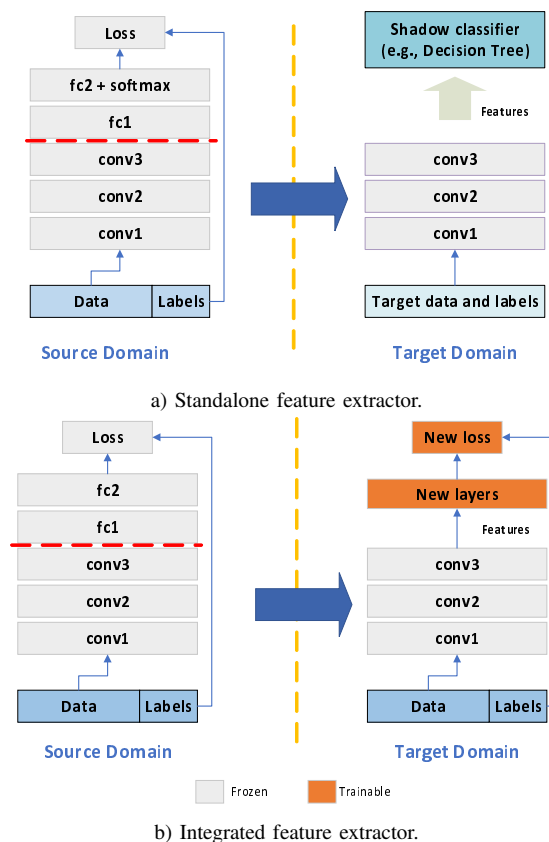 Loss
fc2 + softmax
fc1
conv3
conv2
conv1
Data
Labels
Source Domain
Shadow classifier
(e.g., Decision Tree)
Features
conv3
conv2
conv1
Target data and labels
Target Domain
a) Standalone feature extractor.
Loss
fc2
fc1
conv3
conv2
conv1
Data
Labels
Source Domain
New loss
New layers
Features
conv3
conv2
conv1
Data
Labels
Target Domain
Frozen
Trainable
b) Integrated feature extractor.